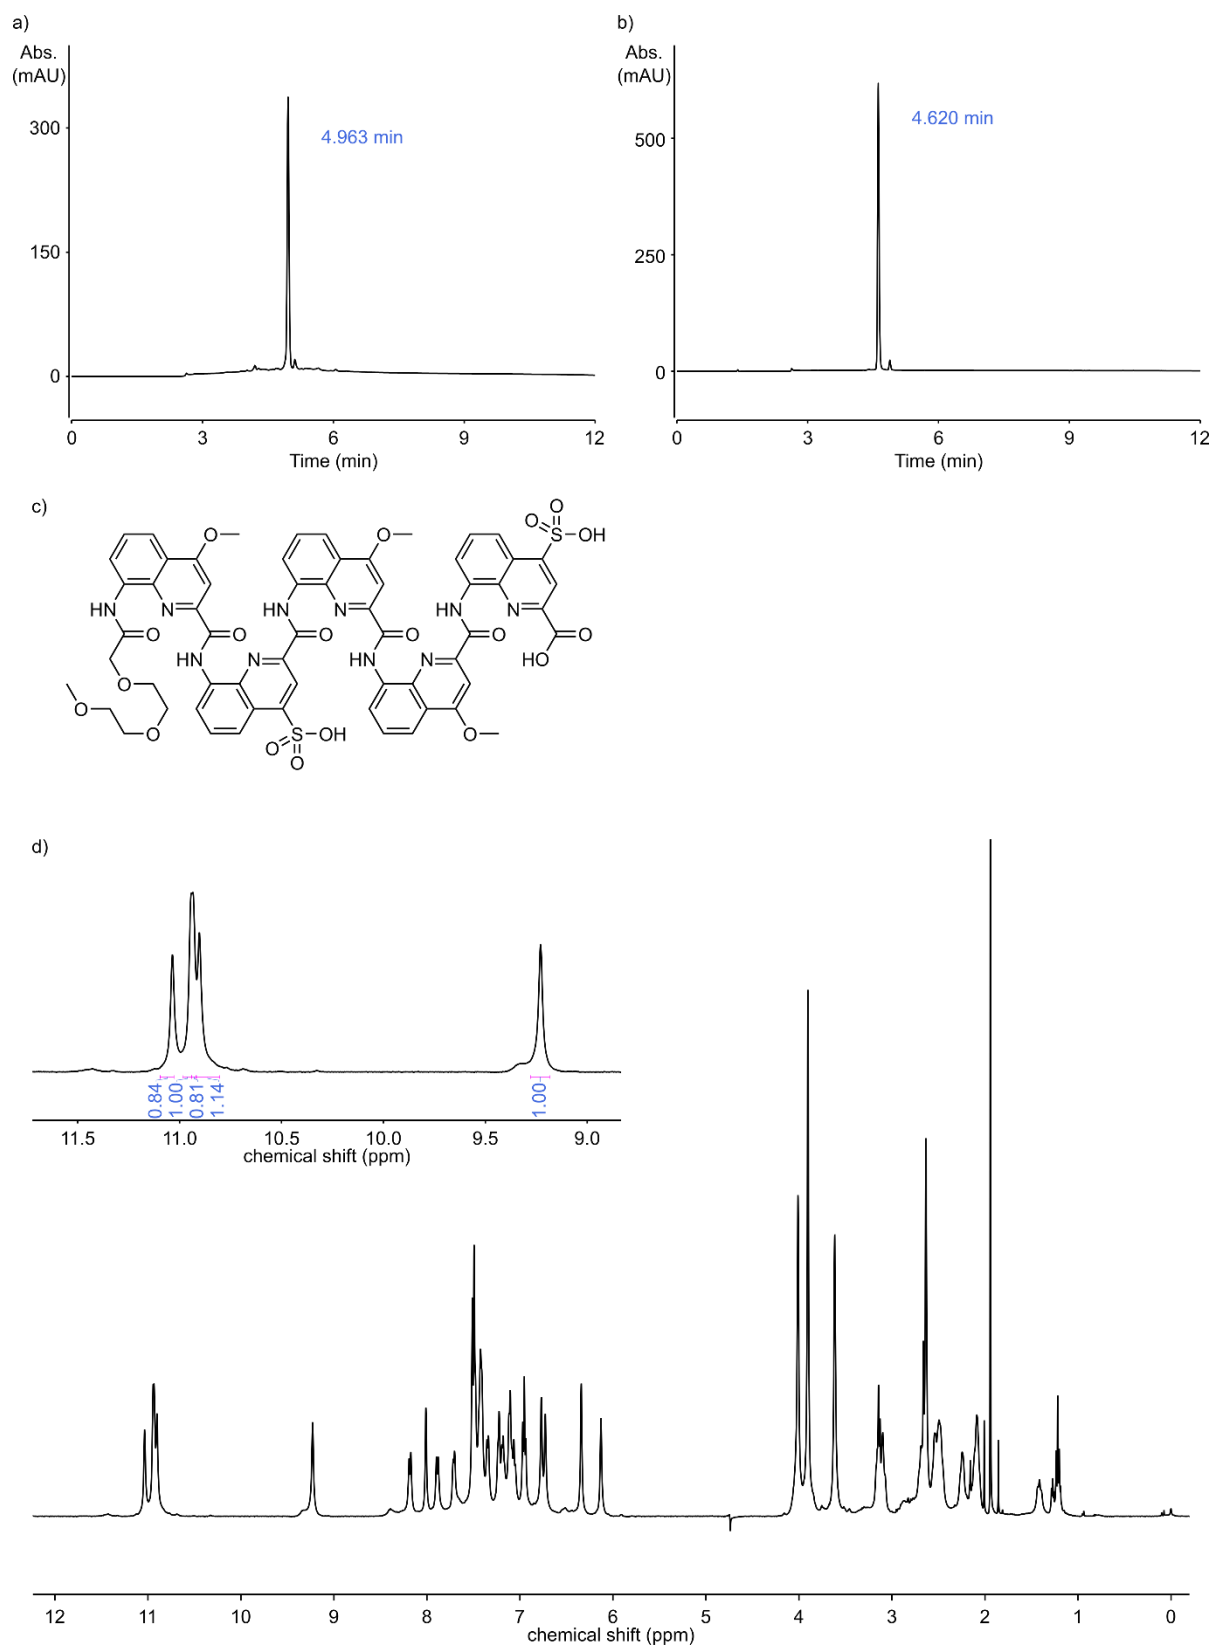 a)
Abs.
(mAU)
300
150
0
4.963 min
0 3 6 9 12
Time (min)
b)
Abs.
(mAU)
500
250
0
4.620 min
0 3 6 9 12
Time (min)
c)
O
O
O
O S OH
HN N
O
O
HN N
O
O
HN N
O
O
HO
HN N
HN N
O
O
O
O S OH
O
O
d)
0.84
1.00
0.81
1.14
1.00
11.5 11.0 10.5 10.0 9.5 9.0
chemical shift (ppm)
12 11 10 9 8 7 6 5 4 3 2 1 0
chemical shift (ppm)